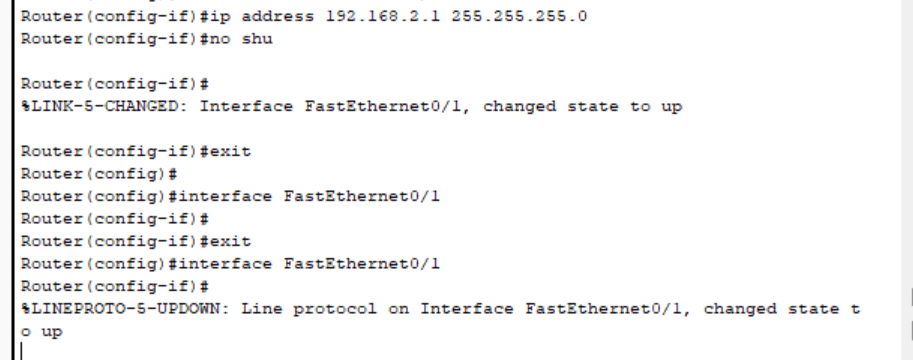 Router(config-if)#ip address 192.168.2.1 255.255.255.0
Router(config-if)#no shu
Router(config-if)#
%LINK-5-CHANGED: Interface FastEthernet0/1, changed state to up
Router(config-if)#exit
Router(config)#
Router(config)#interface FastEthernet0/1
Router(config-if)#
Router(config-if)#exit
Router(config)#interface FastEthernet0/1
Router(config-if)#
%LINEPROTO-5-UPDOWN: Line protocol on Interface FastEthernet0/1, changed state t
o up